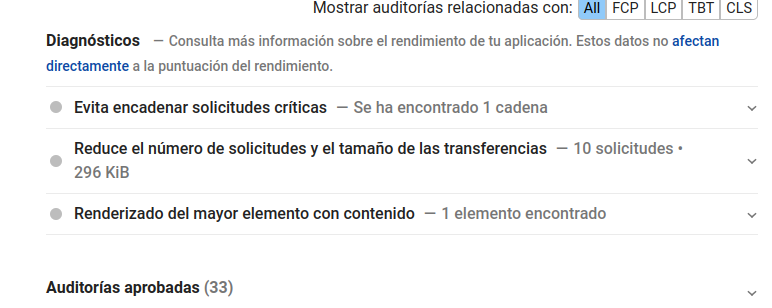 Mostrar auditorías relacionadas con: All FCP LCP TBT CLS
Diagnósticos — Consulta más información sobre el rendimiento de tu aplicación. Estos datos no afectan
directamente a la puntuación del rendimiento.
Evita encadenar solicitudes críticas — Se ha encontrado 1 cadena
Reduce el número de solicitudes y el tamaño de las transferencias — 10 solicitudes •
296 KiB
Renderizado del mayor elemento con contenido — 1 elemento encontrado
Auditorías aprobadas (33)